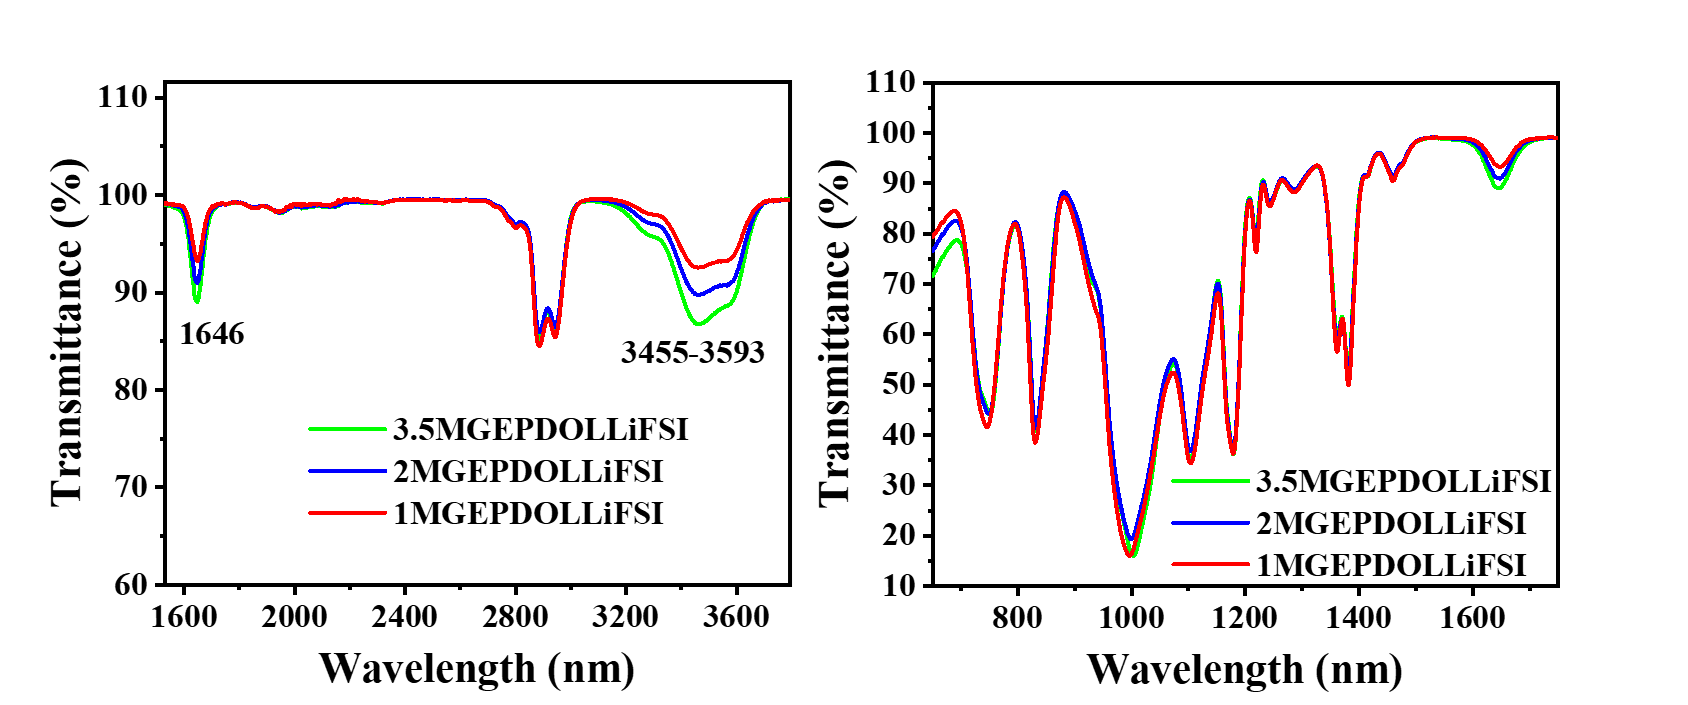 110
100
90
80
70
60
Transmittance (%)
1646
3455-3593
3.5MGEPDOLLiFSI
2MGEPDOLLiFSI
1MGEPDOLLiFSI
1600 2000 2400 2800 3200 3600
Wavelength (nm)
110
100
90
80
70
60
50
40
30
20
10
Transmittance (%)
3.5MGEPDOLLiFSI
2MGEPDOLLiFSI
1MGEPDOLLiFSI
800 1000 1200 1400 1600
Wavelength (nm)